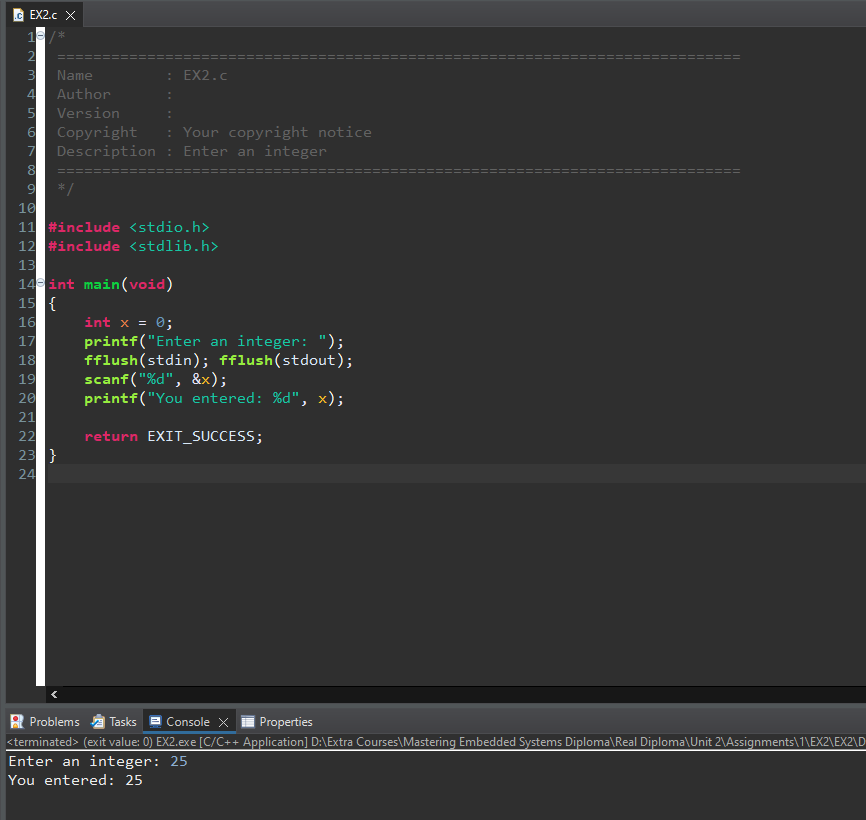 EX2.c
1 /*
2 ============================================================================
3 Name        : EX2.c
4 Author      :
5 Version     :
6 Copyright   : Your copyright notice
7 Description : Enter an integer
8 ============================================================================
9 */
10
11 #include <stdio.h>
12 #include <stdlib.h>
13
14 int main(void)
15 {
16     int x = 0;
17     printf("Enter an integer: ");
18     fflush(stdin); fflush(stdout);
19     scanf("%d", &x);
20     printf("You entered: %d", x);
21
22     return EXIT_SUCCESS;
23 }
24
Problems Tasks Console Properties
<terminated> (exit value: 0) EX2.exe [C/C++ Application] D:\Extra Courses\Mastering Embedded Systems Diploma\Real Diploma\Unit 2\Assignments\1\EX2\EX2\D
Enter an integer: 25
You entered: 25